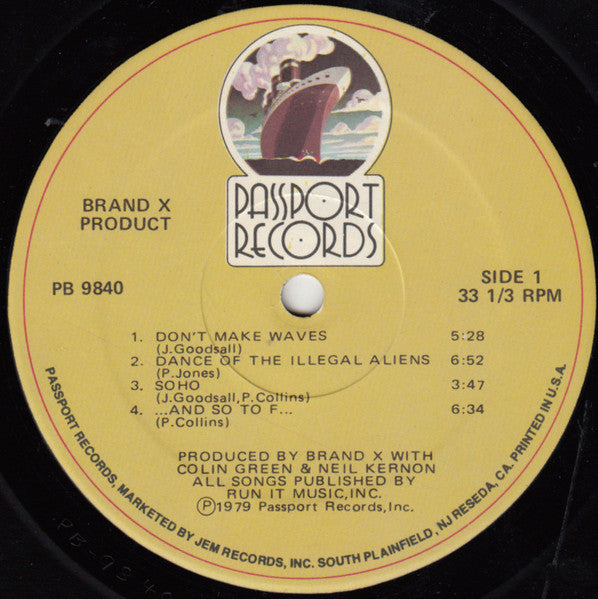 PASSPORT
RECORDS
BRAND X
PRODUCT
PB 9840
SIDE 1
33 1/3 RPM
1. DON'T MAKE WAVES 5:28
(J.Goodsall)
2. DANCE OF THE ILLEGAL ALIENS 6:52
(P.Jones)
3. SOHO 3:47
(J.Goodsall,P.Collins)
4. ...AND SO TO F... 6:34
(P.Collins)
PRODUCED BY BRAND X WITH
COLIN GREEN & NEIL KERNON
ALL SONGS PUBLISHED BY
RUN IT MUSIC,INC.
Ⓟ1979 Passport Records,Inc.
PASSPORT RECORDS, MARKETED BY JEM RECORDS, INC. SOUTH PLAINFIELD, NJ RESEDA, CA. PRINTED IN U.S.A.